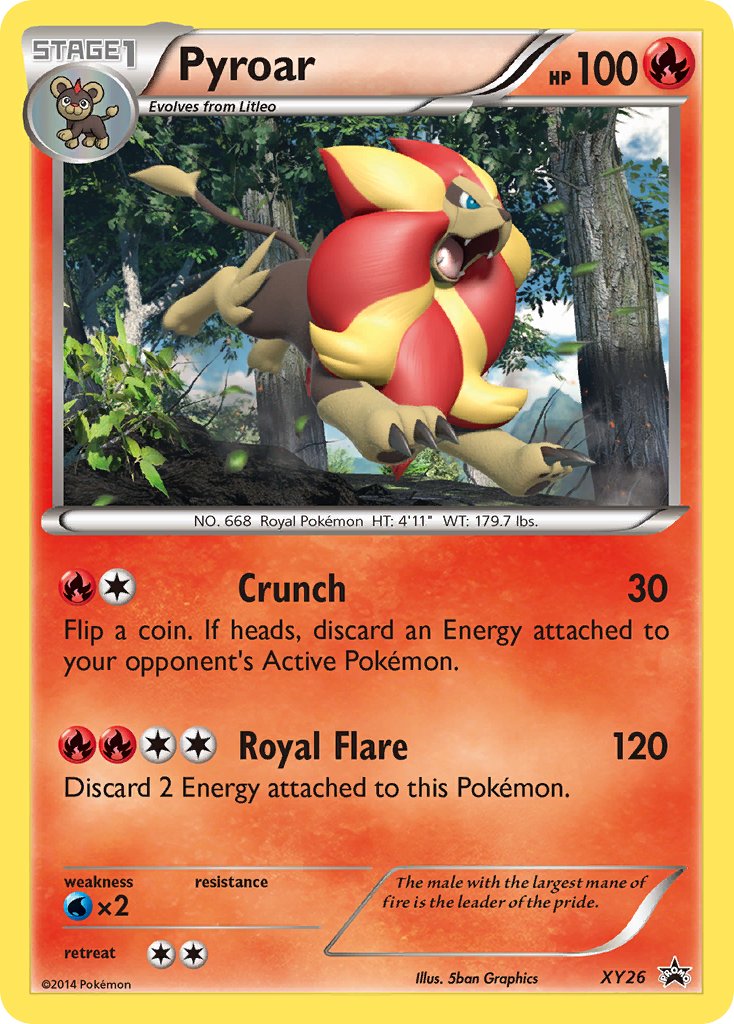 STAGE1
Pyroar
HP 100
Evolves from Litleo
NO. 668 Royal Pokémon HT: 4'11" WT: 179.7 lbs.
Crunch 30
Flip a coin. If heads, discard an Energy attached to
your opponent's Active Pokémon.
Royal Flare 120
Discard 2 Energy attached to this Pokémon.
weakness resistance
×2
retreat
The male with the largest mane of
fire is the leader of the pride.
©2014 Pokémon
Illus. 5ban Graphics
XY26
PROMO